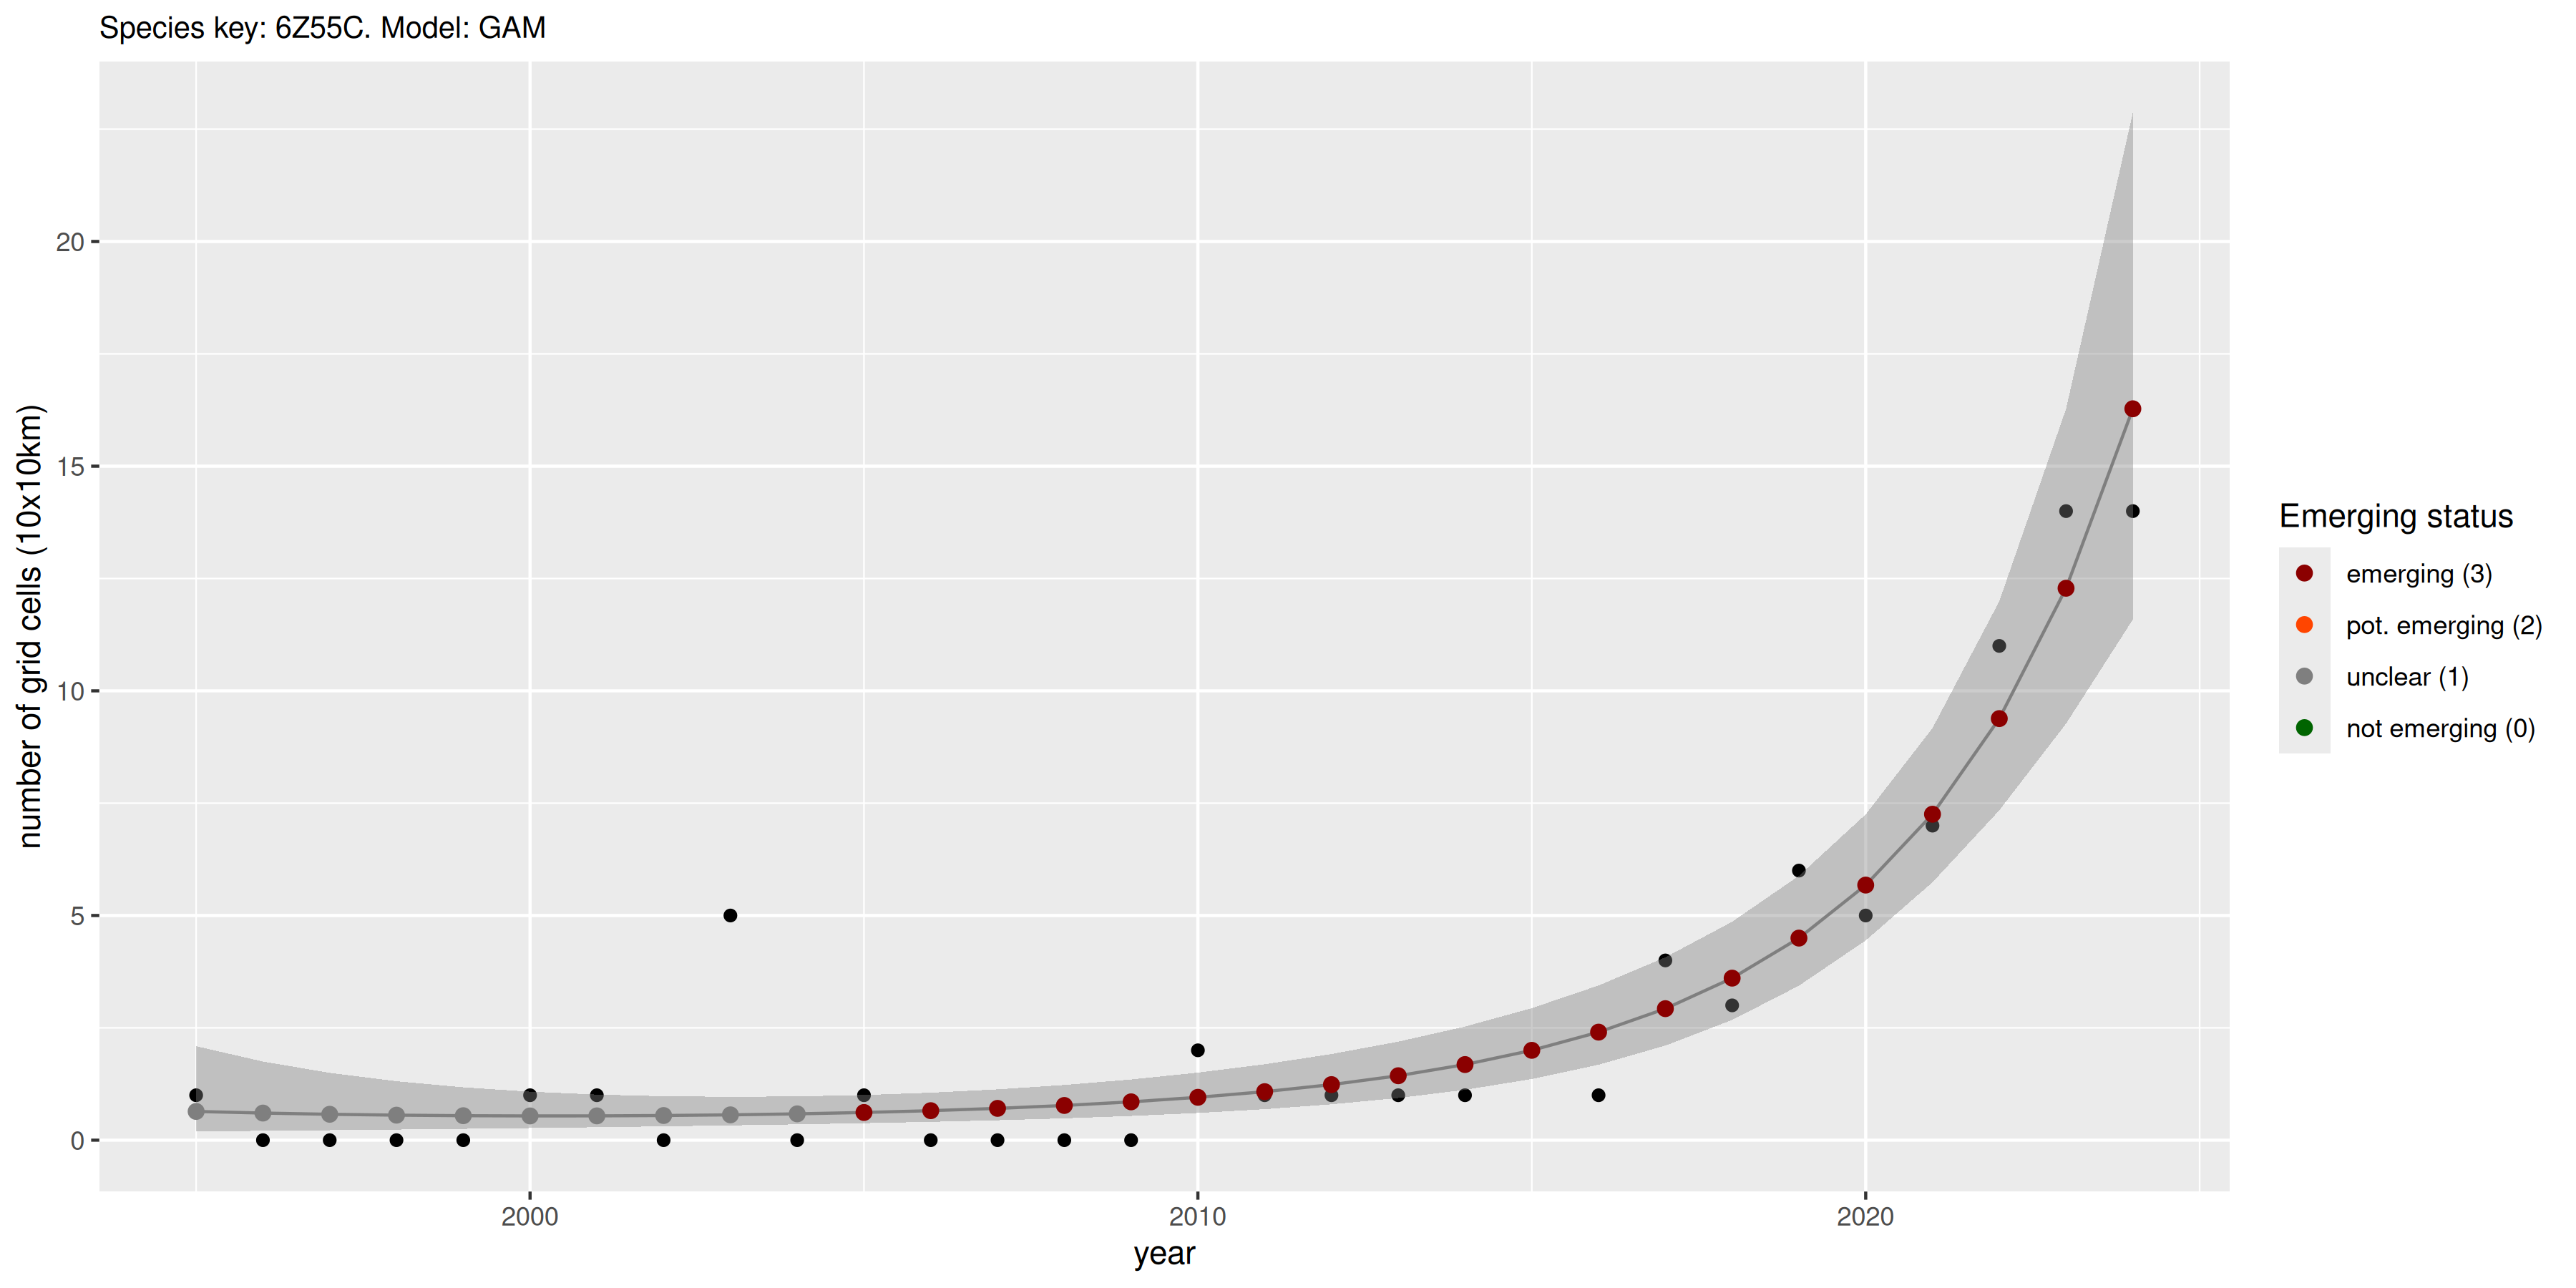 Species key: 6Z55C. Model: GAM
number of grid cells (10x10km)
20
15
10
5
0
2000
2010
2020
year
Emerging status
emerging (3)
pot. emerging (2)
unclear (1)
not emerging (0)